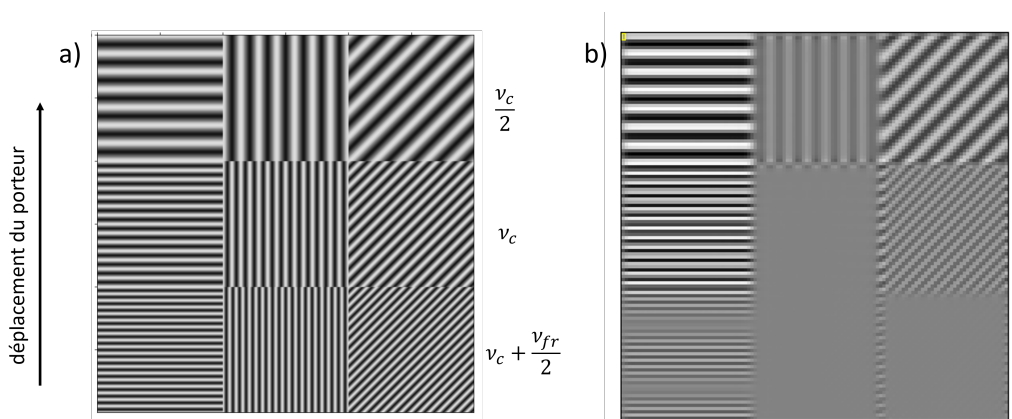 a)
déplacement du porteur
ν_c/2
ν_c
ν_c + ν_fr/2
b)